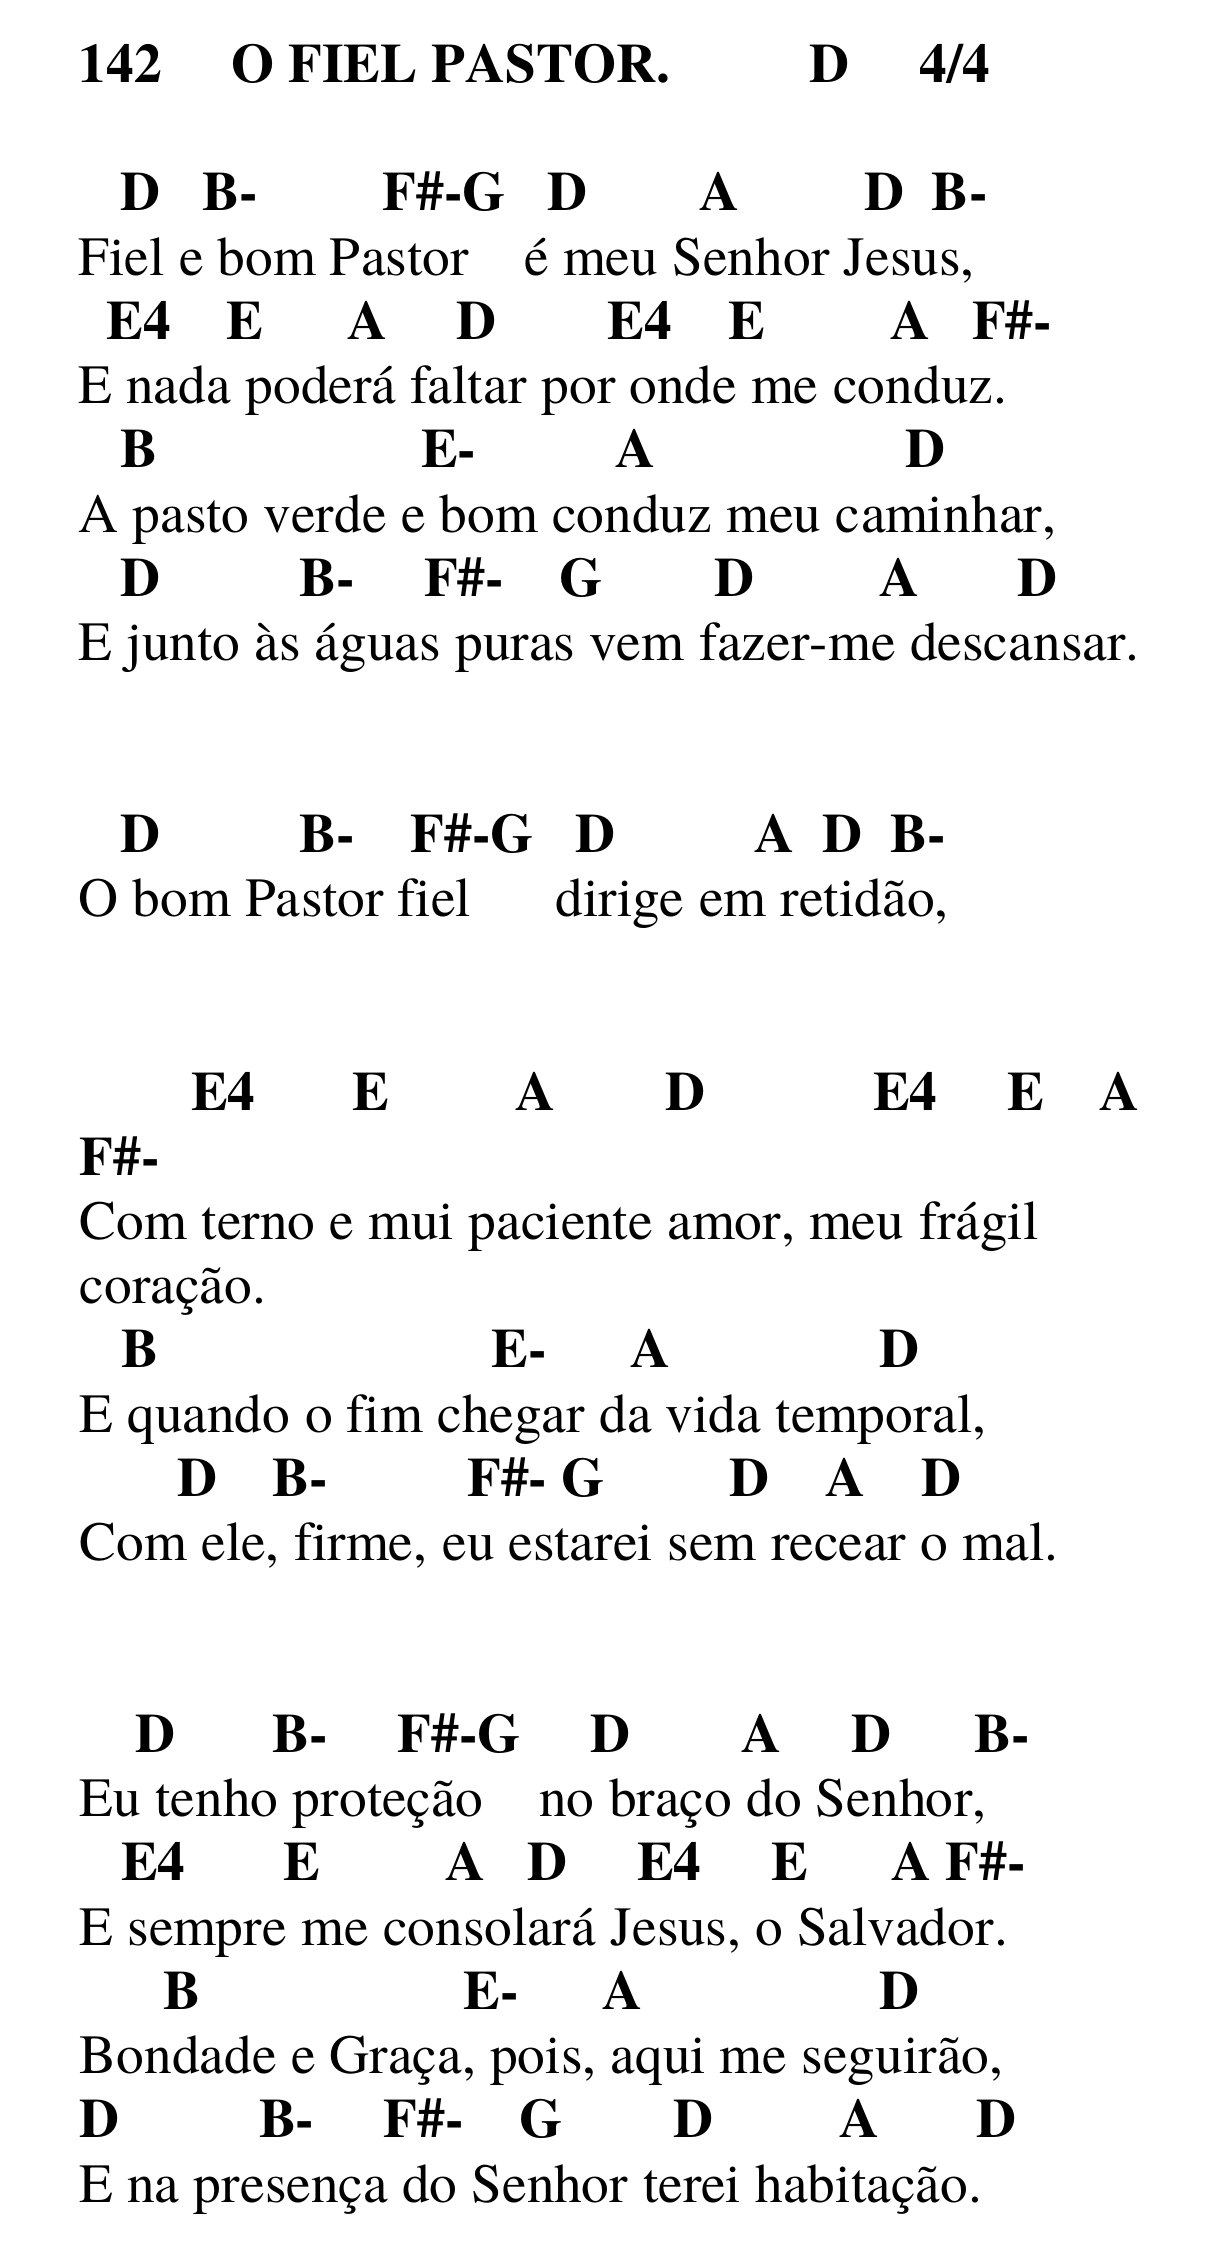 142 O FIEL PASTOR. D 4/4
D B- F#-G D A D B-
Fiel e bom Pastor é meu Senhor Jesus,
E4 E A D E4 E A F#-
E nada poderá faltar por onde me conduz.
B E- A D
A pasto verde e bom conduz meu caminhar,
D B- F#- G D A D
E junto às águas puras vem fazer-me descansar.
D B- F#-G D A D B-
O bom Pastor fiel dirige em retidão,
E4 E A D E4 E A
F#-
Com terno e mui paciente amor, meu frágil
coração.
B E- A D
E quando o fim chegar da vida temporal,
D B- F#- G D A D
Com ele, firme, eu estarei sem recear o mal.
D B- F#-G D A D B-
Eu tenho proteção no braço do Senhor,
E4 E A D E4 E A F#-
E sempre me consolará Jesus, o Salvador.
B E- A D
Bondade e Graça, pois, aqui me seguirão,
D B- F#- G D A D
E na presença do Senhor terei habitação.